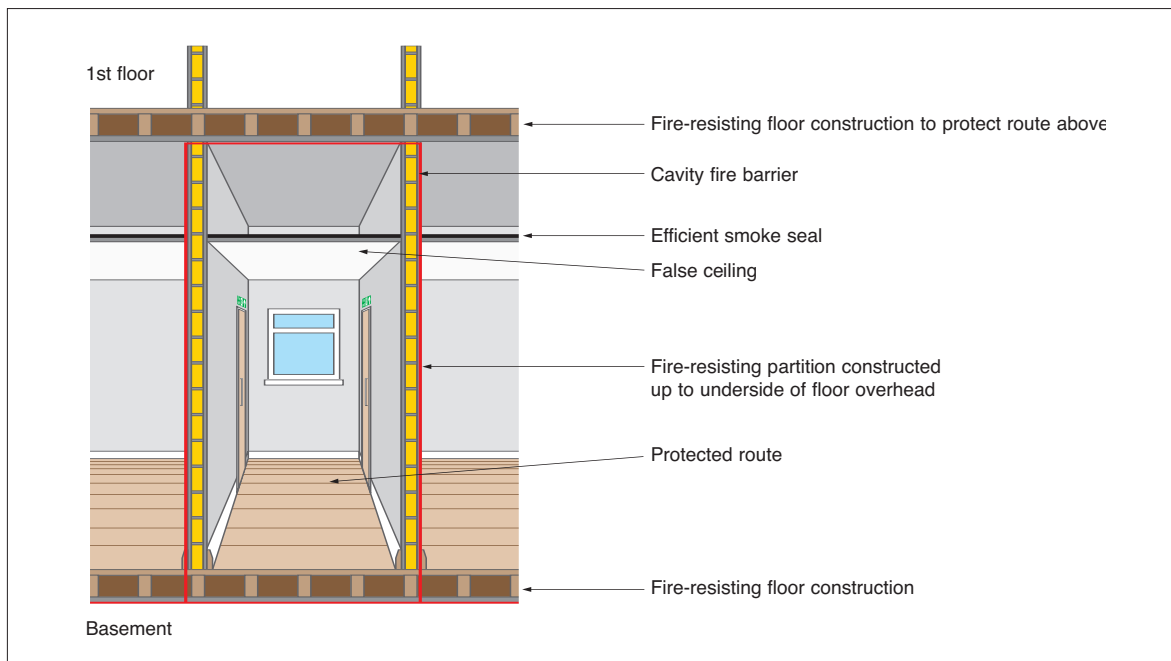 1st floor
Fire-resisting floor construction to protect route above
Cavity fire barrier
Efficient smoke seal
False ceiling
Fire-resisting partition constructed
up to underside of floor overhead
Protected route
Fire-resisting floor construction
Basement